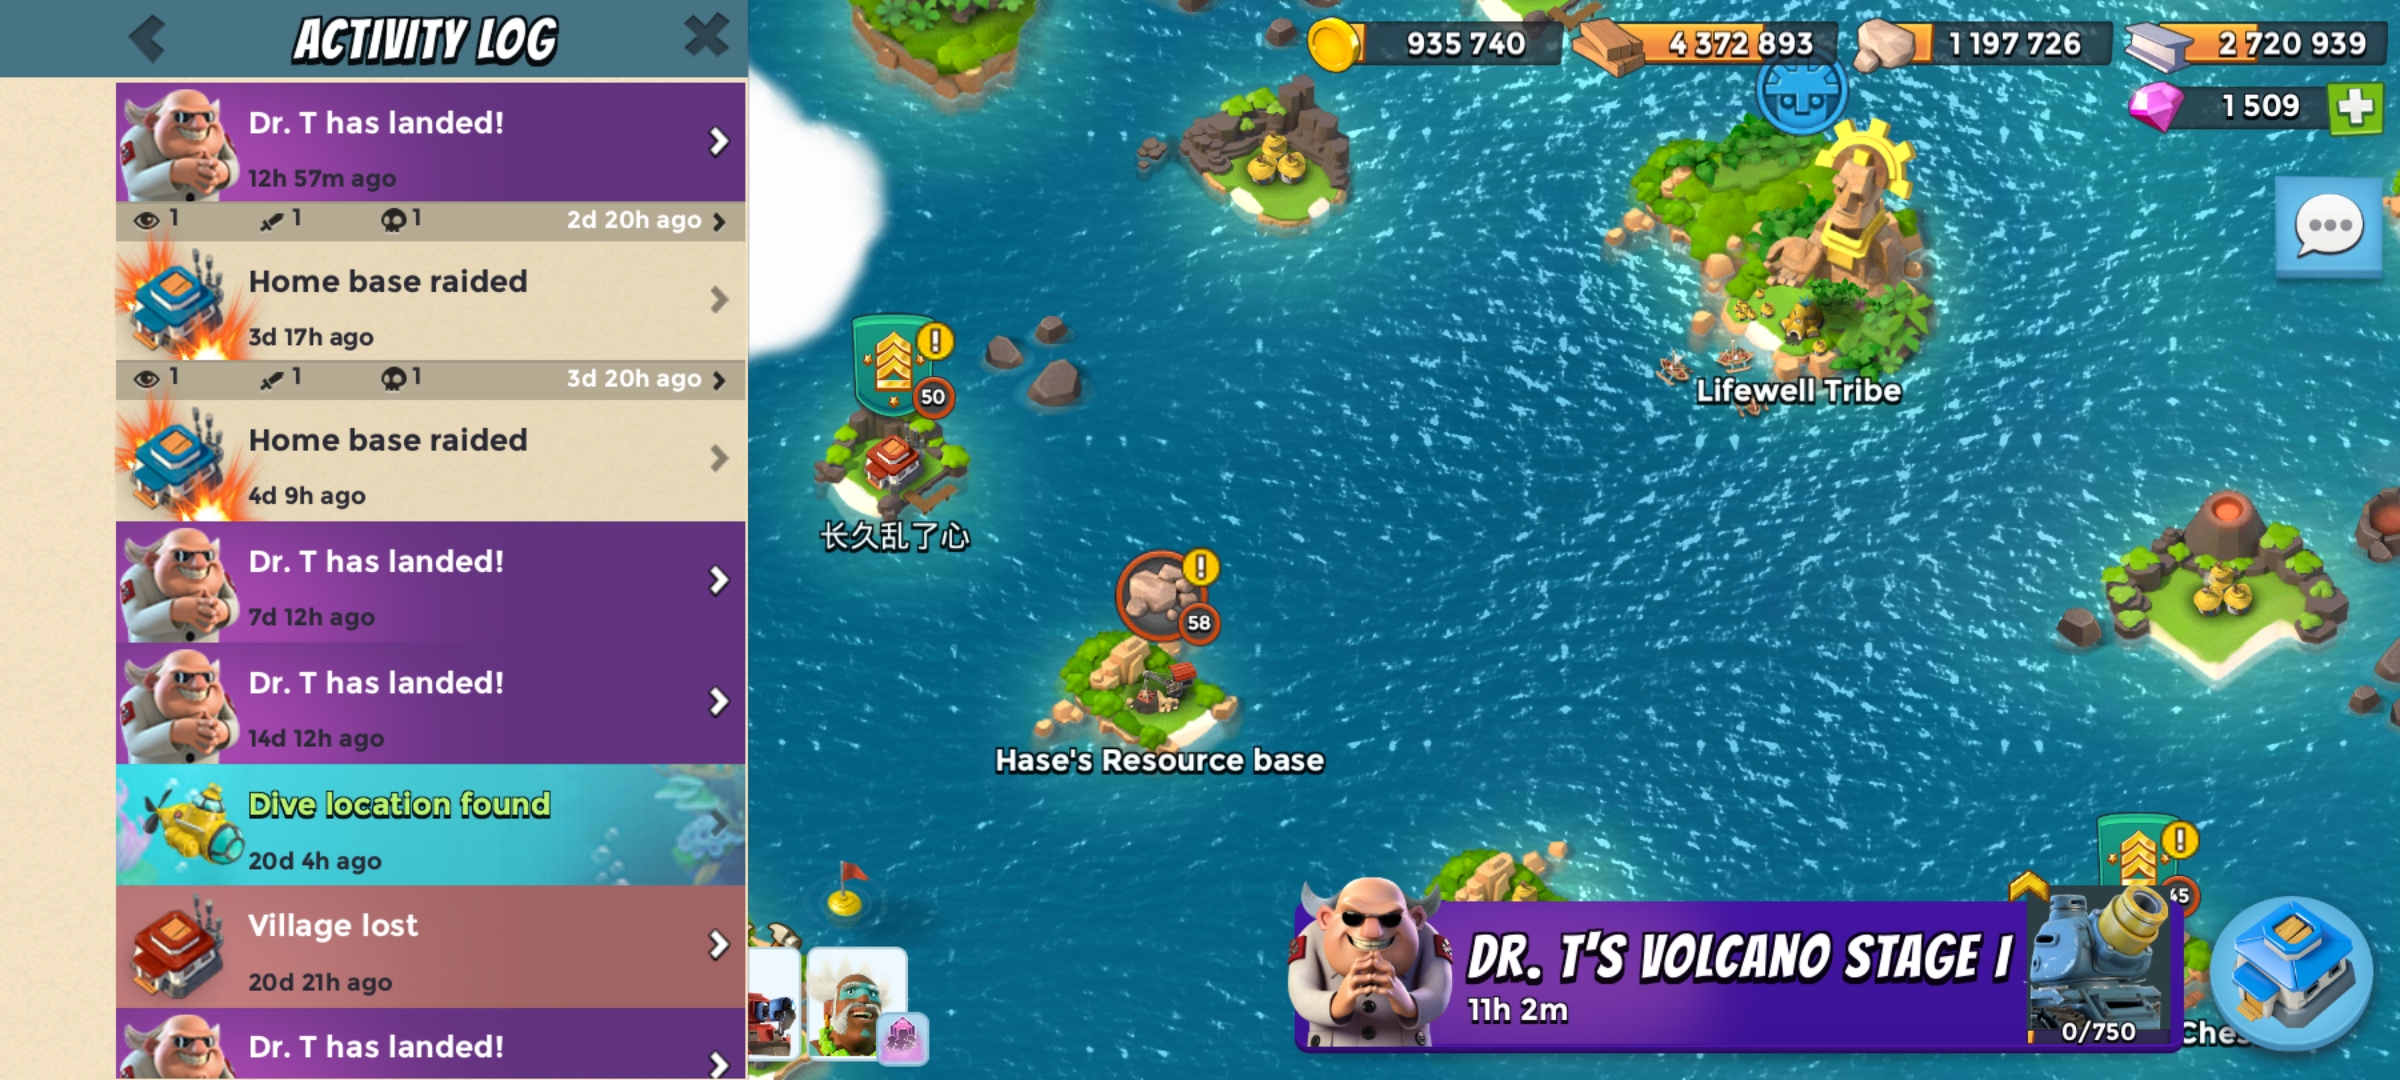 ACTIVITY LOG
Dr. T has landed!
12h 57m ago
1 1 1 2d 20h ago
Home base raided
3d 17h ago
1 1 1 3d 20h ago
Home base raided
4d 9h ago
Dr. T has landed!
7d 12h ago
Dr. T has landed!
14d 12h ago
Dive location found
20d 4h ago
Village lost
20d 21h ago
Dr. T has landed!
935 740
4 372 893
1 197 726
2 720 939
1 509
Lifewell Tribe
!
50
长久乱了心
!
58
Hase's Resource base
!
45
DR. T'S VOLCANO STAGE I
11h 2m
0/750